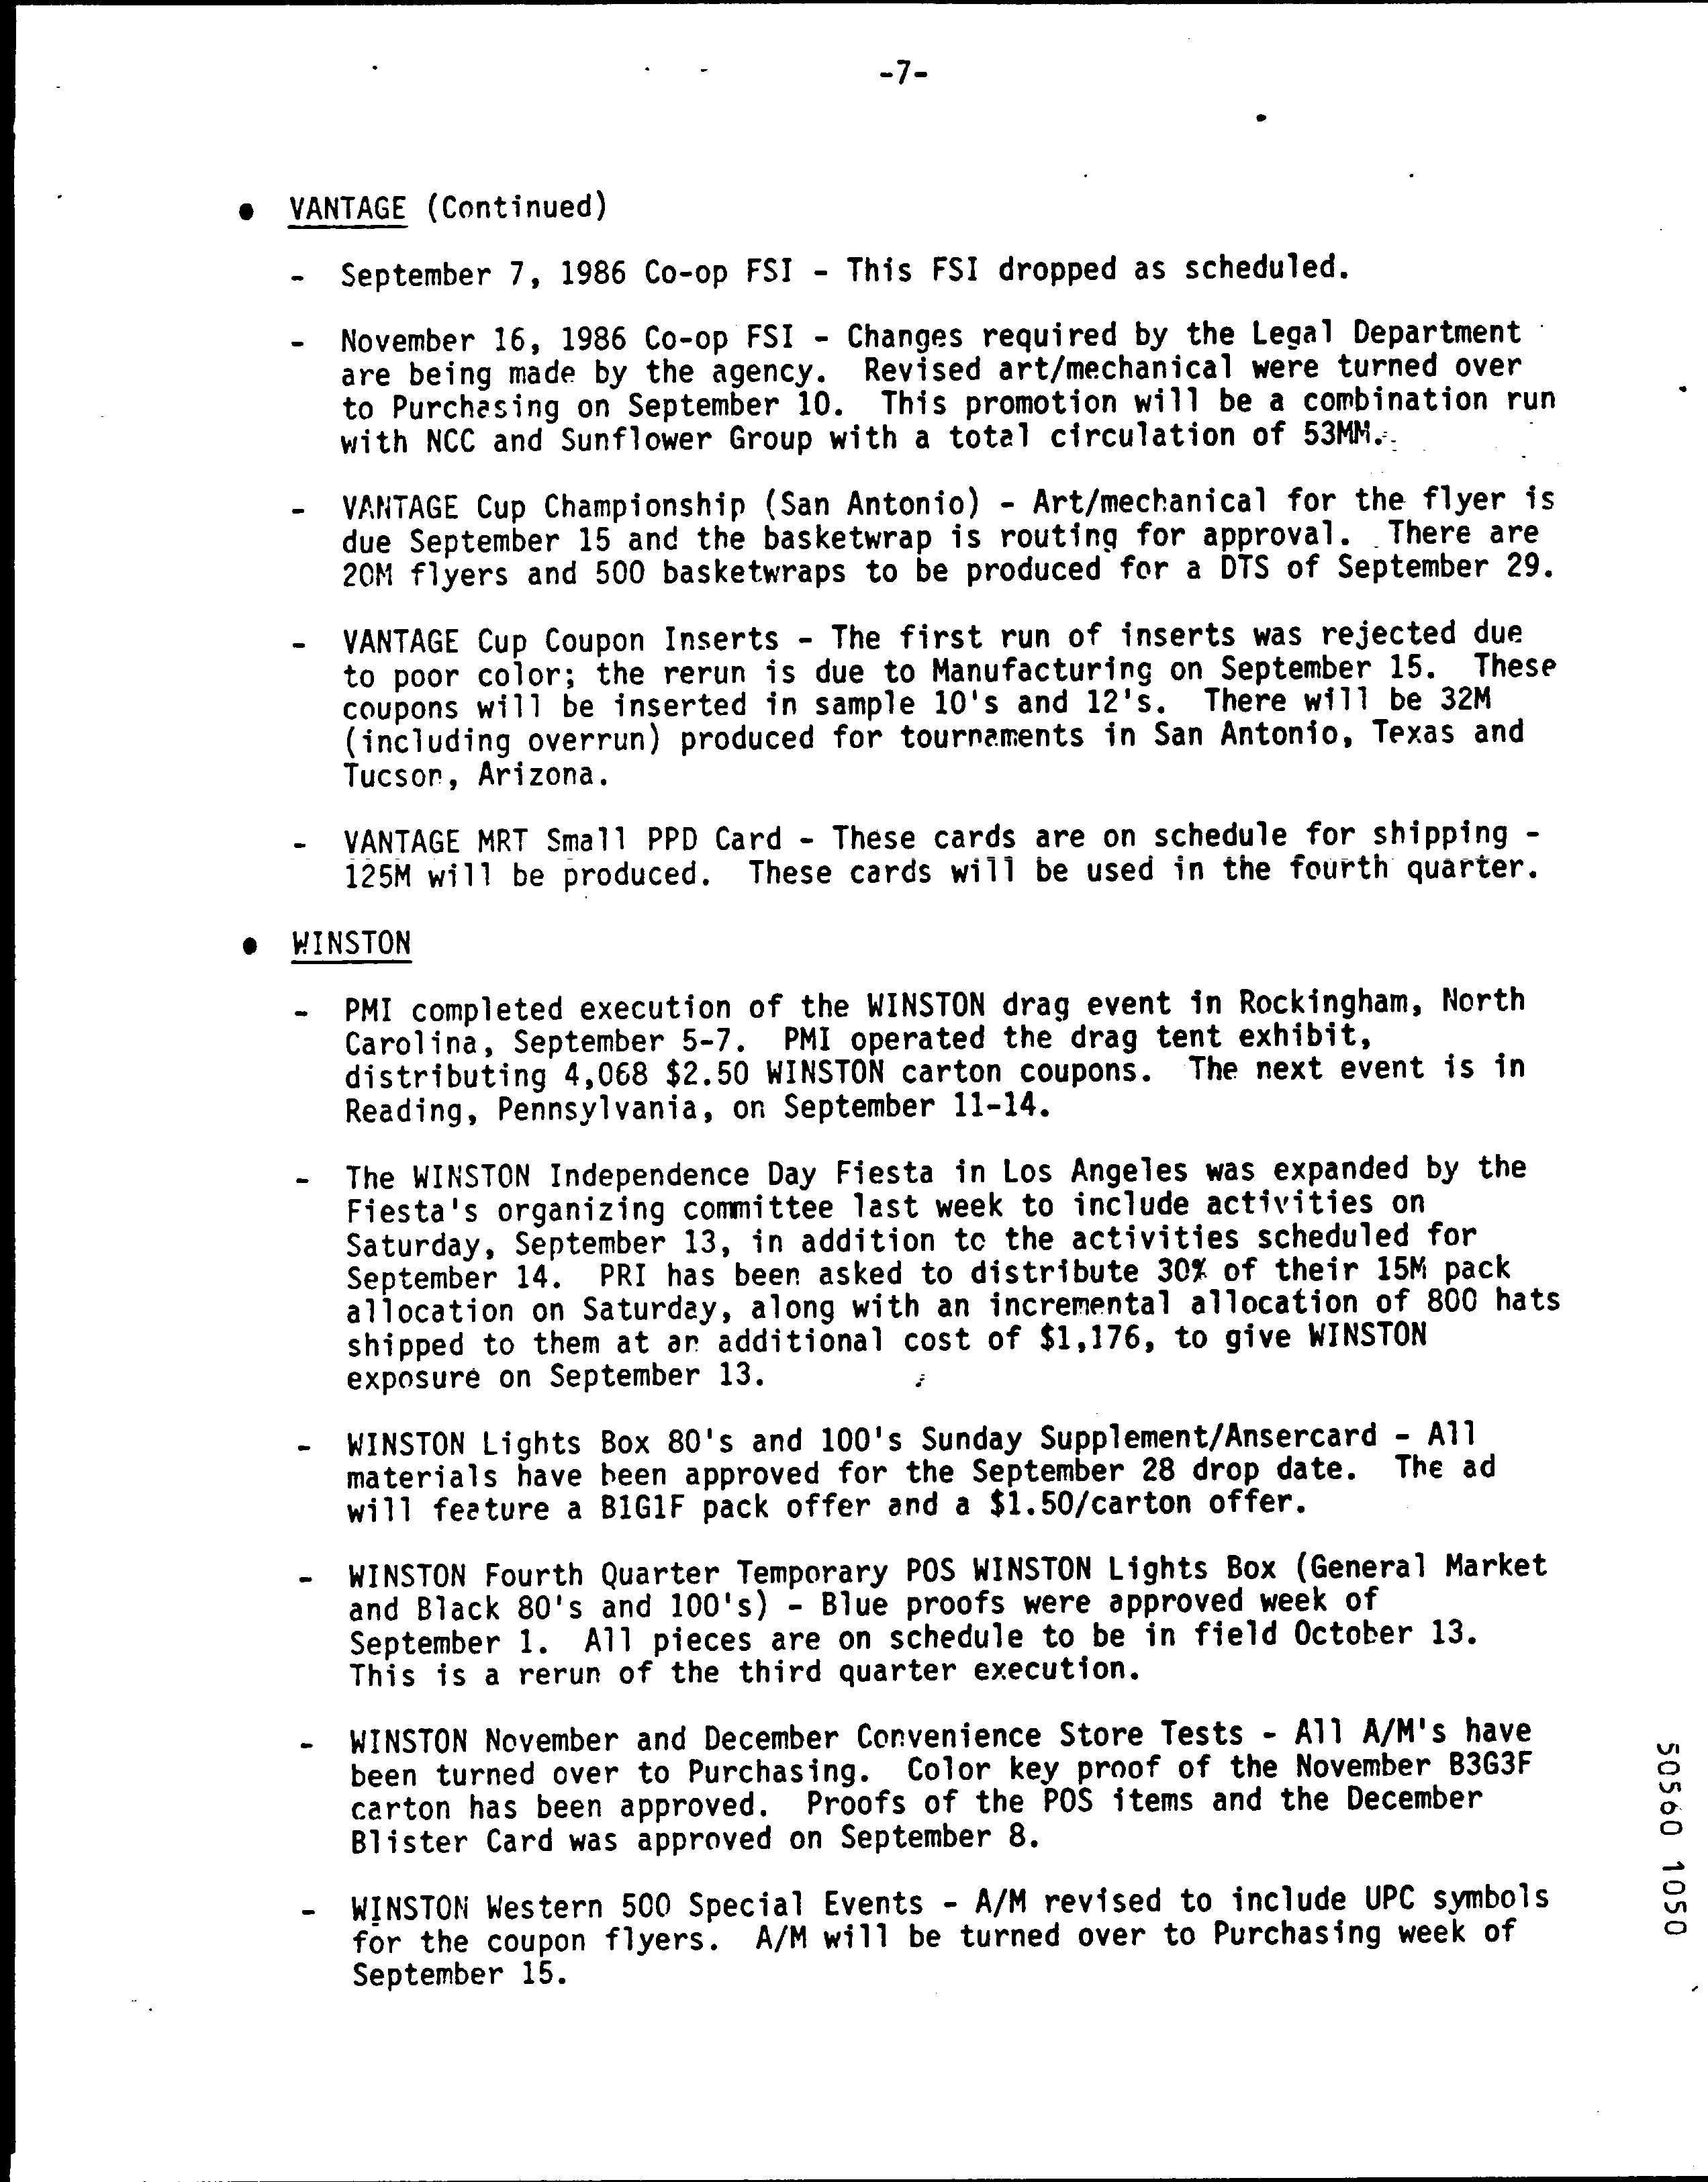 -7-
● VANTAGE (Continued)
- September 7, 1986 Co-op FSI - This FSI dropped as scheduled.
- November 16, 1986 Co-op FSI - Changes required by the Legal Department
are being made by the agency. Revised art/mechanical were turned over
to Purchasing on September 10. This promotion will be a combination run
with NCC and Sunflower Group with a total circulation of 53MM.
- VANTAGE Cup Championship (San Antonio) - Art/mechanical for the flyer is
due September 15 and the basketwrap is routing for approval. There are
20M flyers and 500 basketwraps to be produced for a DTS of September 29.
- VANTAGE Cup Coupon Inserts - The first run of inserts was rejected due
to poor color; the rerun is due to Manufacturing on September 15. These
coupons will be inserted in sample 10's and 12's. There will be 32M
(including overrun) produced for tournaments in San Antonio, Texas and
Tucson, Arizona.
- VANTAGE MRT Small PPD Card - These cards are on schedule for shipping -
125M will be produced. These cards will be used in the fourth quarter.
● WINSTON
- PMI completed execution of the WINSTON drag event in Rockingham, North
Carolina, September 5-7. PMI operated the drag tent exhibit,
distributing 4,068 $2.50 WINSTON carton coupons. The next event is in
Reading, Pennsylvania, on September 11-14.
- The WINSTON Independence Day Fiesta in Los Angeles was expanded by the
Fiesta's organizing committee last week to include activities on
Saturday, September 13, in addition to the activities scheduled for
September 14. PRI has been asked to distribute 30% of their 15M pack
allocation on Saturday, along with an incremental allocation of 800 hats
shipped to them at an additional cost of $1,176, to give WINSTON
exposure on September 13.
- WINSTON Lights Box 80's and 100's Sunday Supplement/Ansercard - All
materials have been approved for the September 28 drop date. The ad
will feature a B1G1F pack offer and a $1.50/carton offer.
- WINSTON Fourth Quarter Temporary POS WINSTON Lights Box (General Market
and Black 80's and 100's) - Blue proofs were approved week of
September 1. All pieces are on schedule to be in field October 13.
This is a rerun of the third quarter execution.
- WINSTON November and December Convenience Store Tests - All A/M's have
been turned over to Purchasing. Color key proof of the November B3G3F
carton has been approved. Proofs of the POS items and the December
Blister Card was approved on September 8.
- WINSTON Western 500 Special Events - A/M revised to include UPC symbols
for the coupon flyers. A/M will be turned over to Purchasing week of
September 15.
50560 1050